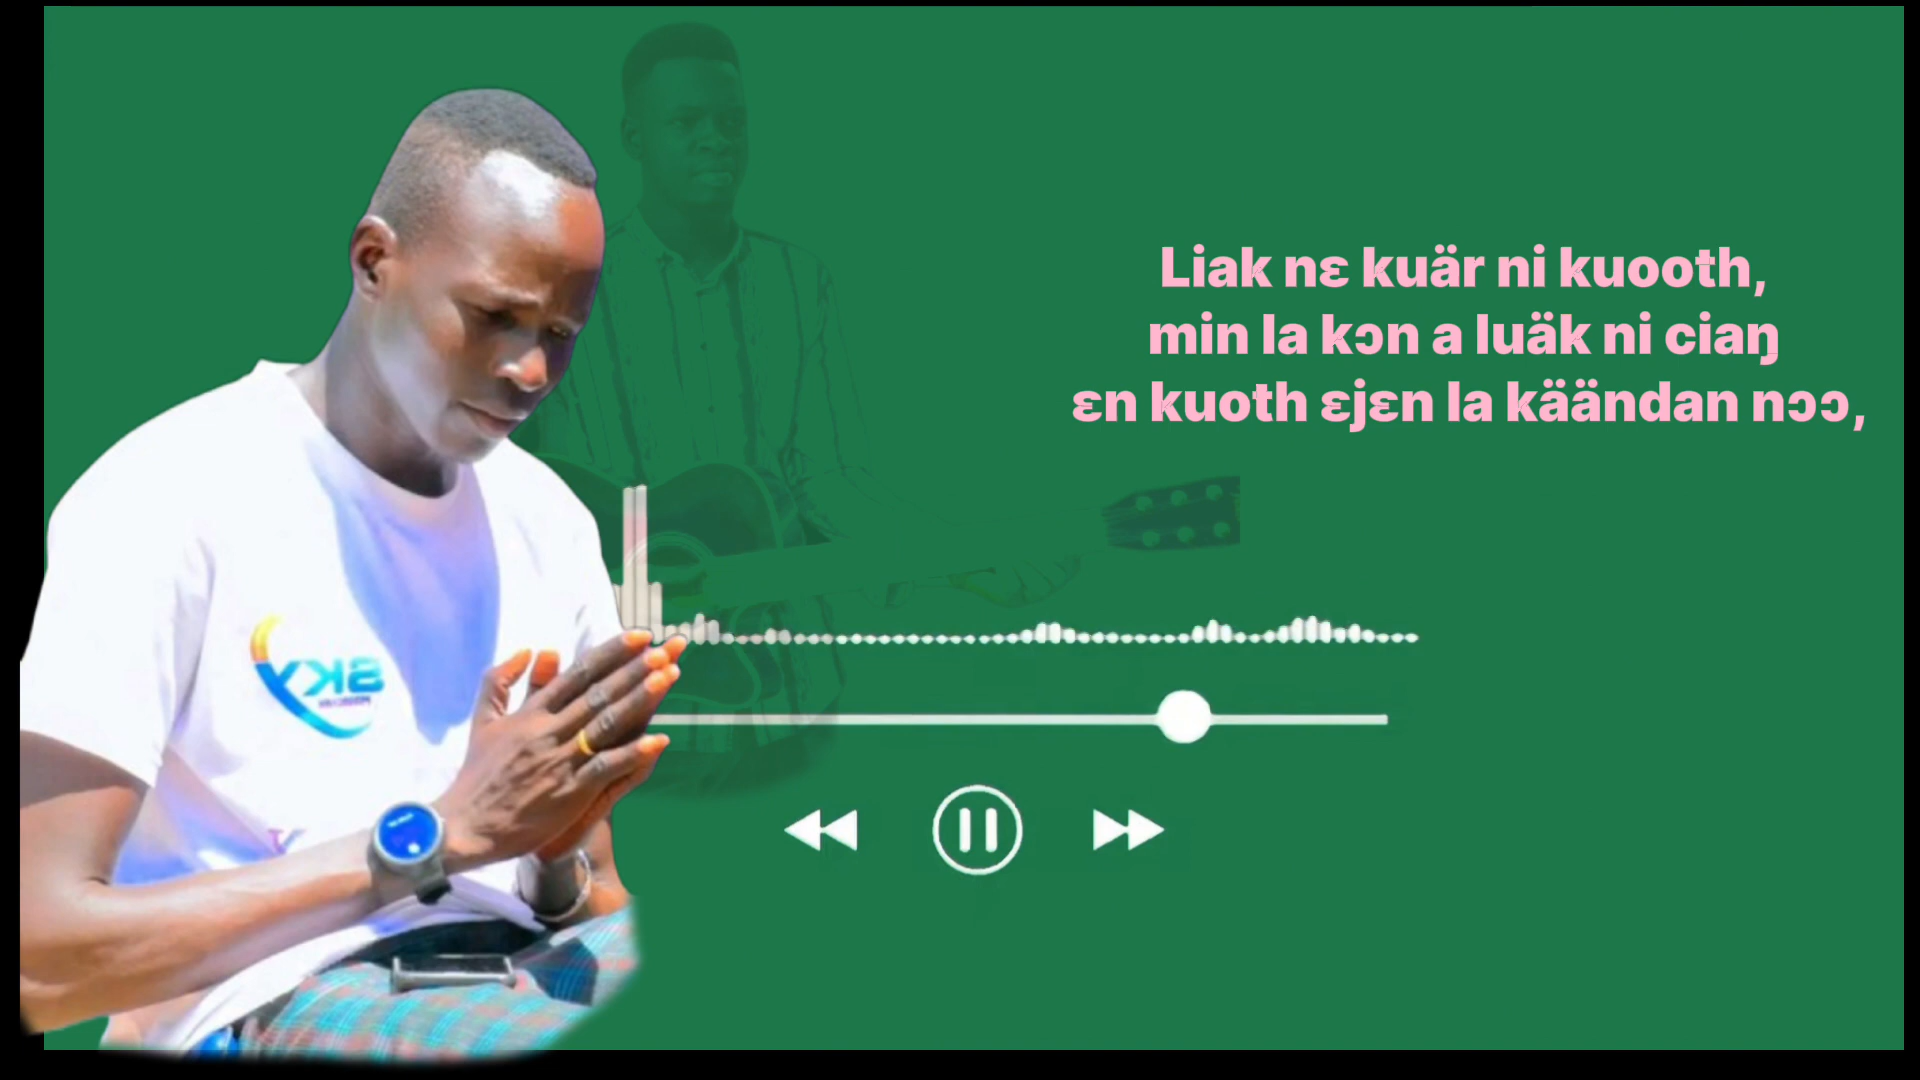 Liak nɛ kuär ni kuooth,
min la kɔn a luäk ni ciaŋ
ɛn kuoth ɛjɛn la käändan nɔɔ,